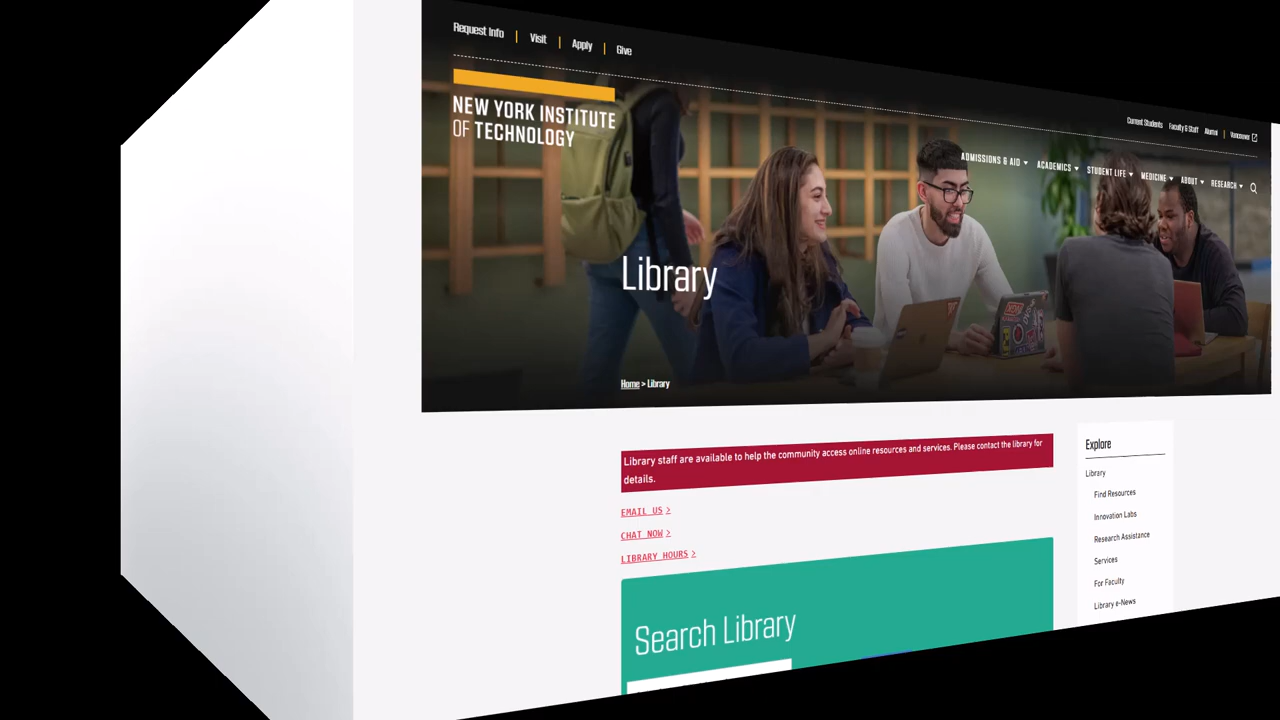 Request Info
Visit
Apply
Give
NEW YORK INSTITUTE
OF TECHNOLOGY
Current Students
Faculty & Staff
Alumni
Vancouver
ADMISSIONS & AID
ACADEMICS
STUDENT LIFE
MEDICINE
ABOUT
RESEARCH
Library
Home > Library
Library staff are available to help the community access online resources and services. Please contact the library for
details.
EMAIL US >
CHAT NOW >
LIBRARY HOURS >
Search Library
Explore
Library
Find Resources
Innovation Labs
Research Assistance
Services
For Faculty
Library e-News